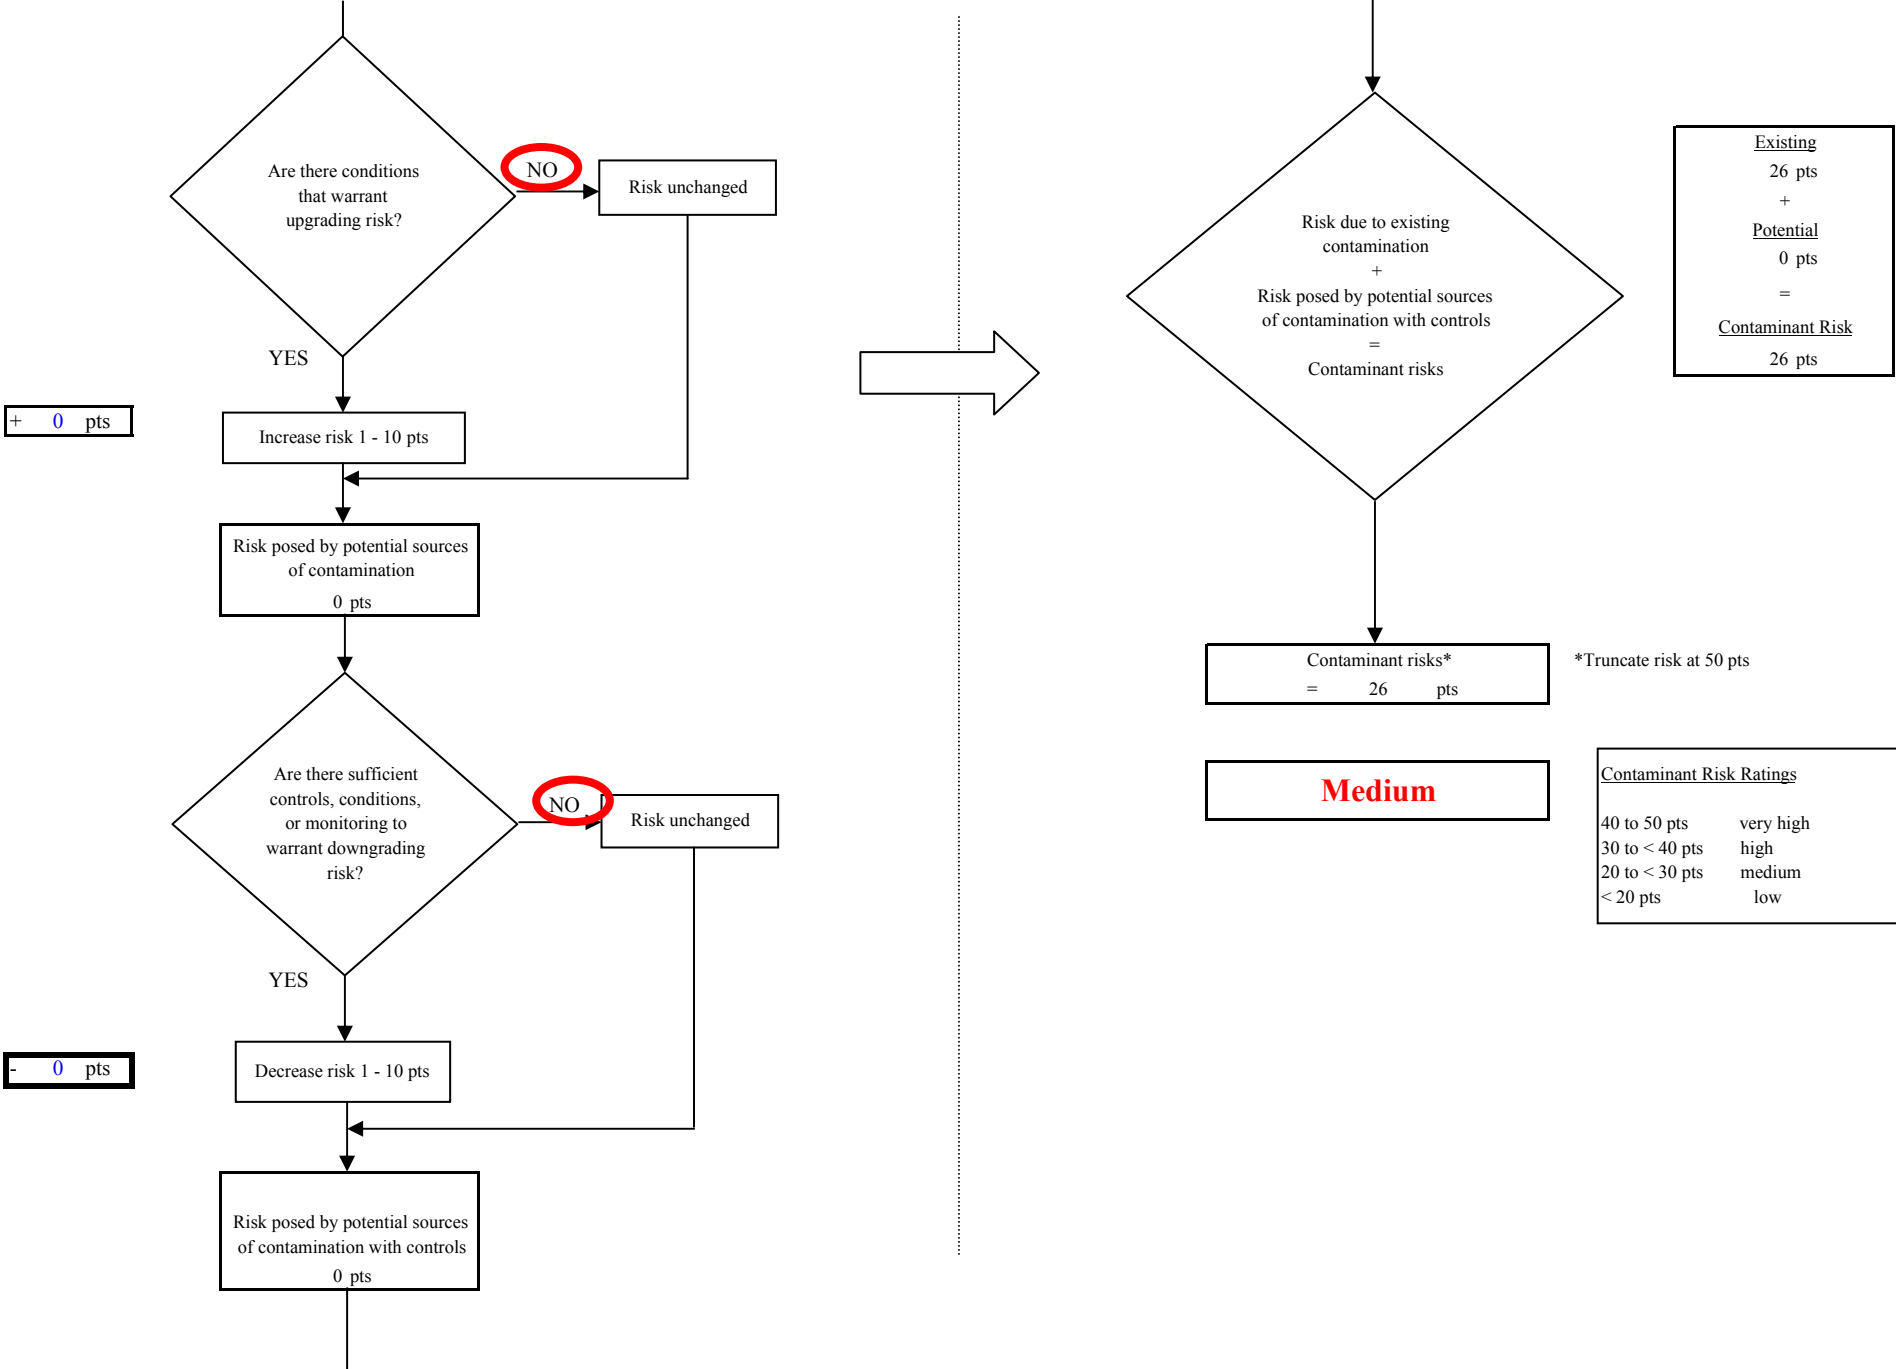 Are there conditions
that warrant
upgrading risk?
NO
Risk unchanged
YES
+ 0 pts
Increase risk 1 - 10 pts
Risk posed by potential sources
of contamination
0 pts
Are there sufficient
controls, conditions,
or monitoring to
warrant downgrading
risk?
NO
Risk unchanged
YES
- 0 pts
Decrease risk 1 - 10 pts
Risk posed by potential sources
of contamination with controls
0 pts
Risk due to existing
contamination
+
Risk posed by potential sources
of contamination with controls
=
Contaminant risks
Existing
26 pts
+
Potential
0 pts
=
Contaminant Risk
26 pts
Contaminant risks*
= 26 pts
*Truncate risk at 50 pts
Medium
Contaminant Risk Ratings
40 to 50 pts very high
30 to < 40 pts high
20 to < 30 pts medium
< 20 pts low